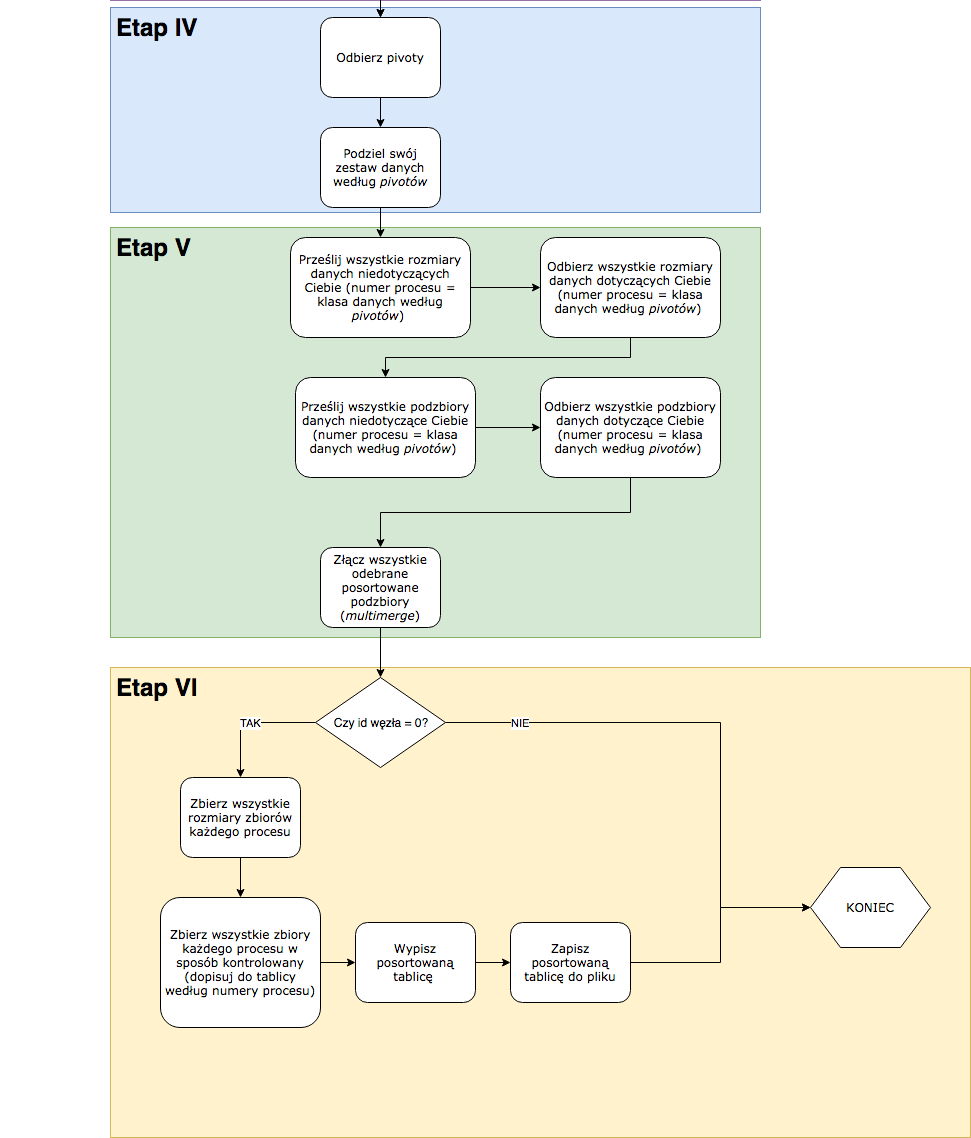 Etap IV
Odbierz pivoty
Podziel swój
zestaw danych
według pivotów
Etap V
Prześlij wszystkie rozmiary
danych niedotyczących
Ciebie (numer procesu =
klasa danych według
pivotów)
Odbierz wszystkie rozmiary
danych dotyczących Ciebie
(numer procesu = klasa
danych według pivotów)
Prześlij wszystkie podzbiory
danych niedotyczące Ciebie
(numer procesu = klasa
danych według pivotów)
Odbierz wszystkie podzbiory
danych dotyczące Ciebie
(numer procesu = klasa
danych według pivotów)
Złącz wszystkie
odebrane
posortowane
podzbiory
(multimerge)
Etap VI
Czy id węzła = 0?
TAK
NIE
Zbierz wszystkie
rozmiary zbiorów
każdego procesu
Zbierz wszystkie zbiory
każdego procesu w
sposób kontrolowany
(dopisuj do tablicy
według numery procesu)
Wypisz
posortowaną
tablicę
Zapisz
posortowaną
tablicę do pliku
KONIEC